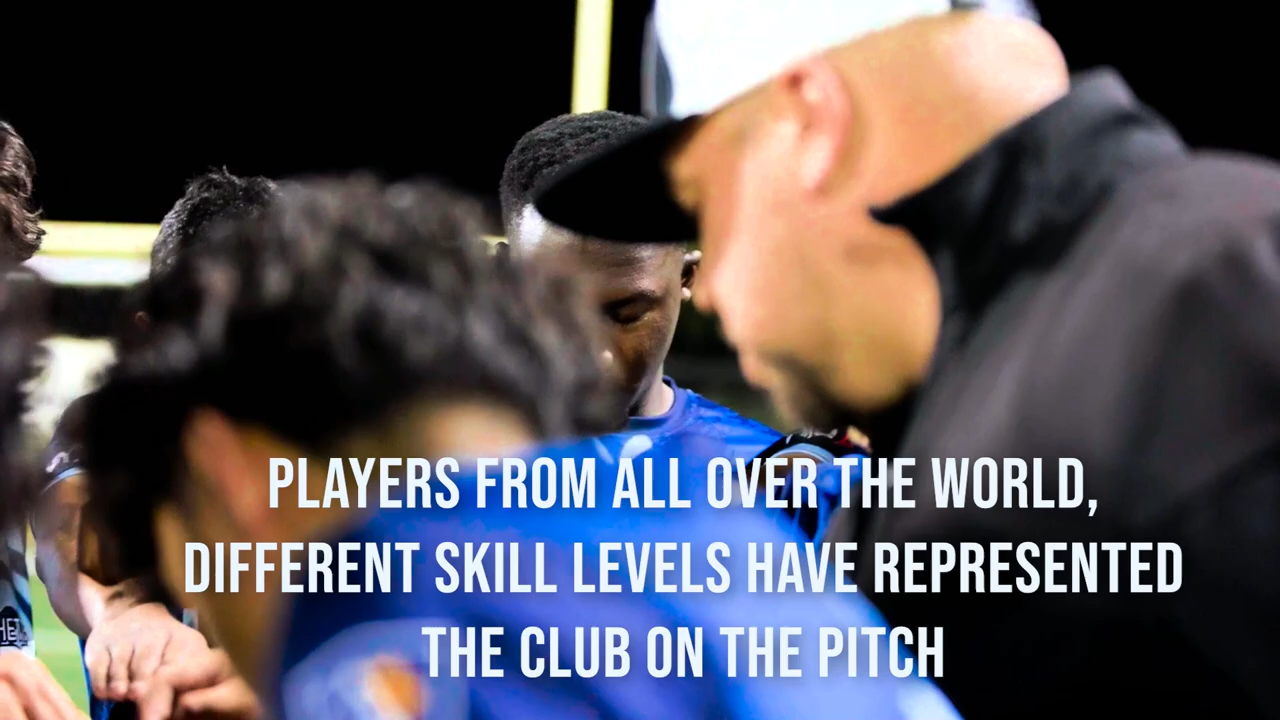 PLAYERS FROM ALL OVER THE WORLD,
DIFFERENT SKILL LEVELS HAVE REPRESENTED
THE CLUB ON THE PITCH